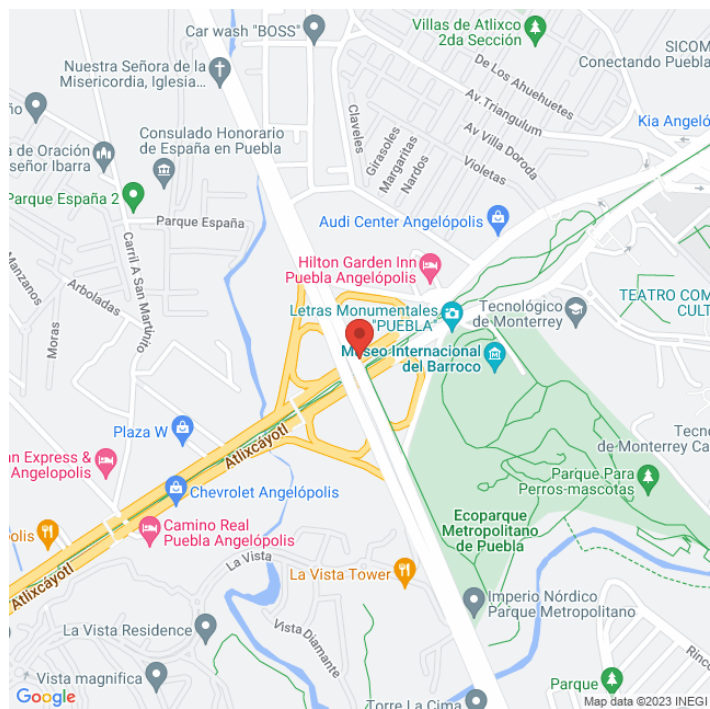 Car wash "BOSS"
Villas de Atlixco
2da Sección
SICOM
Conectando Puebla
Nuestra Señora de la
Misericordia, Iglesia...
De Los Ahuehuetes
Av. Triangulum
Kia Angeló
Claveles
Girasoles
Margaritas
Nardos
Av Villa Doroda
Violetas
ño
Consulado Honorario
de España en Puebla
a de Oración
señor Ibarra
Parque España 2
Parque España
Audi Center Angelópolis
Carril A San Martinito
Manzanos
Arboladas
Moras
Hilton Garden Inn
Puebla Angelópolis
Letras Monumentales
"PUEBLA"
Tecnológico
de Monterrey
TEATRO COM
CULT
Museo Internacional
del Barroco
Plaza W
Atlixcáyotl
Tecno
de Monterrey Ca
an Express &
Angelopolis
Chevrolet Angelópolis
Parque Para
Perros-mascotas
Ecoparque
Metropolitano
de Puebla
polis
Camino Real
Puebla Angelópolis
La Vista
Atlixcáyotl
La Vista Tower
Imperio Nórdico
Parque Metropolitano
La Vista Residence
Vista Diamante
Rinc
Vista magnifica
Parque
Torre La Cima
Google
Map data ©2023 INEGI